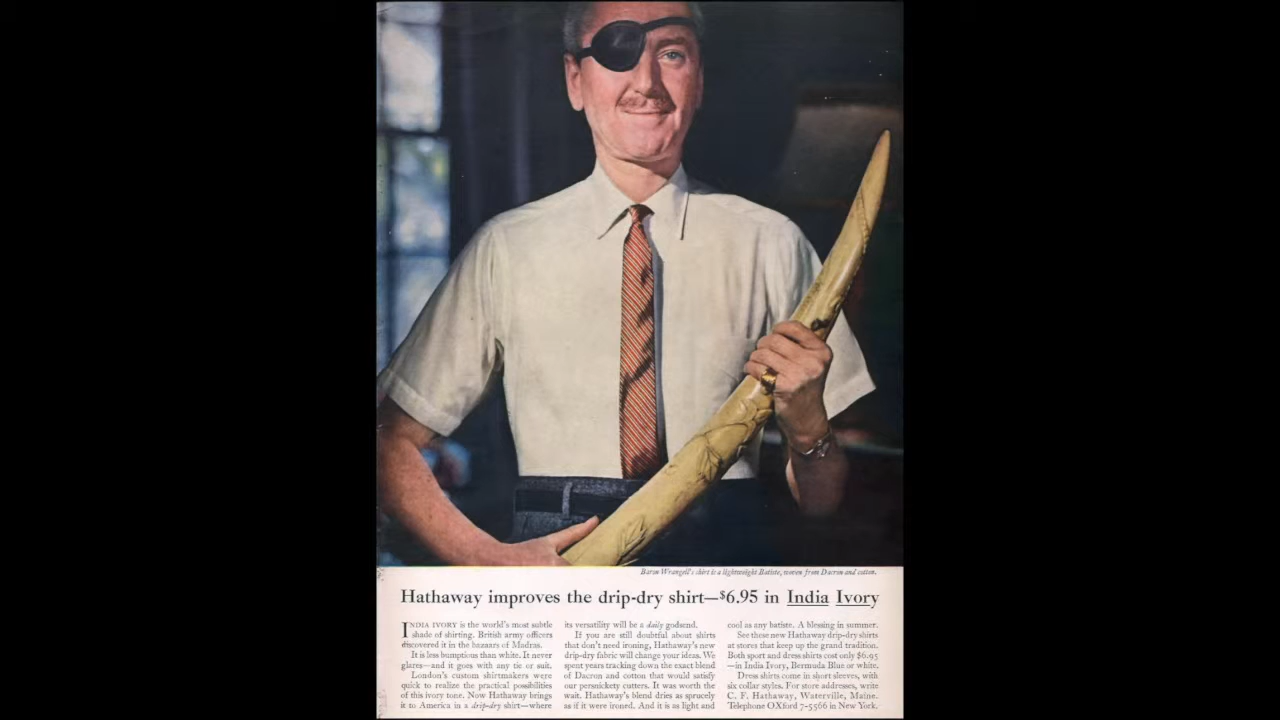 Baron Wrangell's shirt is a lightweight Batiste, woven from Dacron and cotton.
Hathaway improves the drip-dry shirt—$6.95 in India Ivory
INDIA IVORY is the world's most subtle
shade of shirting. British army officers
discovered it in the bazaars of Madras.
It is less bumptious than white. It never
glares—and it goes with any tie or suit.
London's custom shirtmakers were
quick to realize the practical possibilities
of this ivory tone. Now Hathaway brings
it to America in a drip-dry shirt—where
its versatility will be a daily godsend.
If you are still doubtful about shirts
that don't need ironing, Hathaway's new
drip-dry fabric will change your ideas. We
spent years tracking down the exact blend
of Dacron and cotton that would satisfy
our persnickety cutters. It was worth the
wait. Hathaway's blend dries as sprucely
as if it were ironed. And it is as light and
cool as any batiste. A blessing in summer.
See these new Hathaway drip-dry shirts
at stores that keep up the grand tradition.
Both sport and dress shirts cost only $6.95
—in India Ivory, Bermuda Blue or white.
Dress shirts come in short sleeves, with
six collar styles. For store addresses, write
C. F. Hathaway, Waterville, Maine.
Telephone OXford 7-5566 in New York.